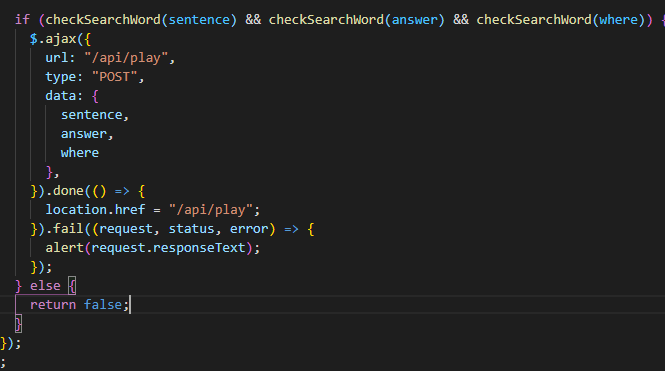 if (checkSearchWord(sentence) && checkSearchWord(answer) && checkSearchWord(where)) {
  $.ajax({
    url: "/api/play",
    type: "POST",
    data: {
      sentence,
      answer,
      where
    },
  }).done(() => {
    location.href = "/api/play";
  }).fail((request, status, error) => {
    alert(request.responseText);
  });
} else {
  return false;
}
});
;